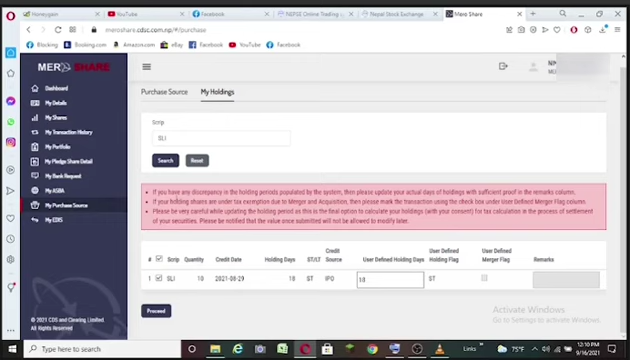 Honeygain
YouTube
Facebook
NEPSE Online Trading
Nepal Stock Exchange
Mero Share
meroshare.cdsc.com.np/#/purchase
Blocking
Booking.com
Amazon.com
eBay
Facebook
YouTube
Facebook
MERO SHARE
Dashboard
My Details
My Shares
My Transaction History
My Portfolio
My Pledge Share Detail
My Bank Request
My ASBA
My Purchase Source
My EDIS
© 2021 CDS and Clearing Limited
All Rights Reserved.
Purchase Source
My Holdings
Scrip
SLI
Search
Reset
If you have any discrepancy in the holding periods populated by the system, then please update your actual days of holdings with sufficient proof in the remarks column.
If your holding shares are under tax exemption due to Merger and Acquisition, then please mark the transaction using the check box under User Defined Merger Flag column.
Please be very careful while updating the holding period as this is the final option to calculate your holdings (with your consent) for tax calculation in the process of settlement
of your securities. Please be notified that the value once submitted will not be allowed to modify later.
# Scrip Quantity Credit Date Holding Days ST/LT Credit Source User Defined Holding Days User Defined Holding Flag User Defined Merger Flag Remarks
1 SLI 10 2021-08-29 18 ST IPO 18 ST
Proceed
Activate Windows
Go to Settings to activate Windows.
Type here to search
Links
75°F
12:10 PM
9/16/2021